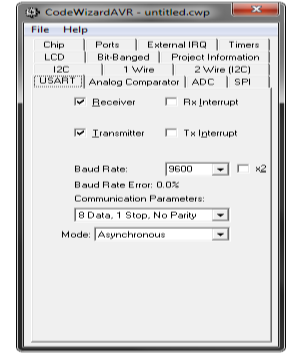 CodeWizardAVR - untitled.cwp
File Help
Chip Ports External IRQ Timers
LCD Bit-Banged Project Information
I2C 1 Wire 2 Wire (I2C)
USART Analog Comparator ADC SPI
Receiver Rx Interrupt
Transmitter Tx Interrupt
Baud Rate: 9600 x2
Baud Rate Error: 0.0%
Communication Parameters:
8 Data, 1 Stop, No Parity
Mode: Asynchronous